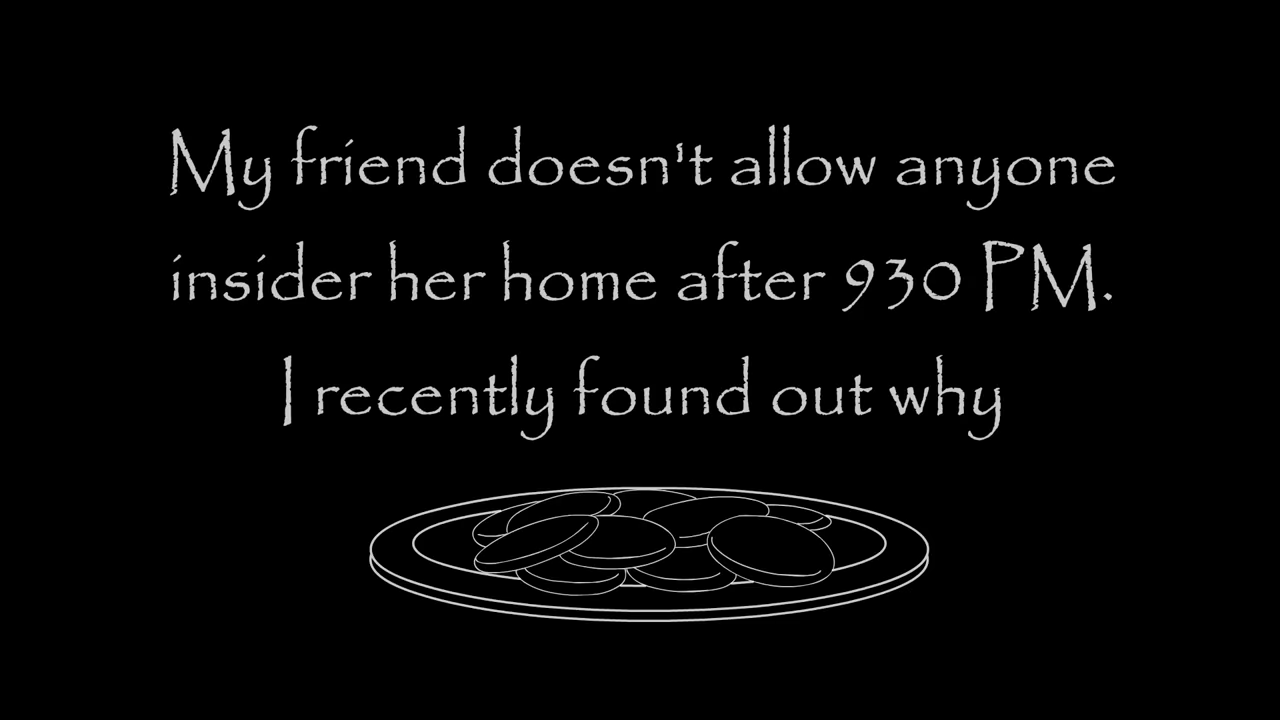 My friend doesn't allow anyone
insider her home after 930 PM.
I recently found out why